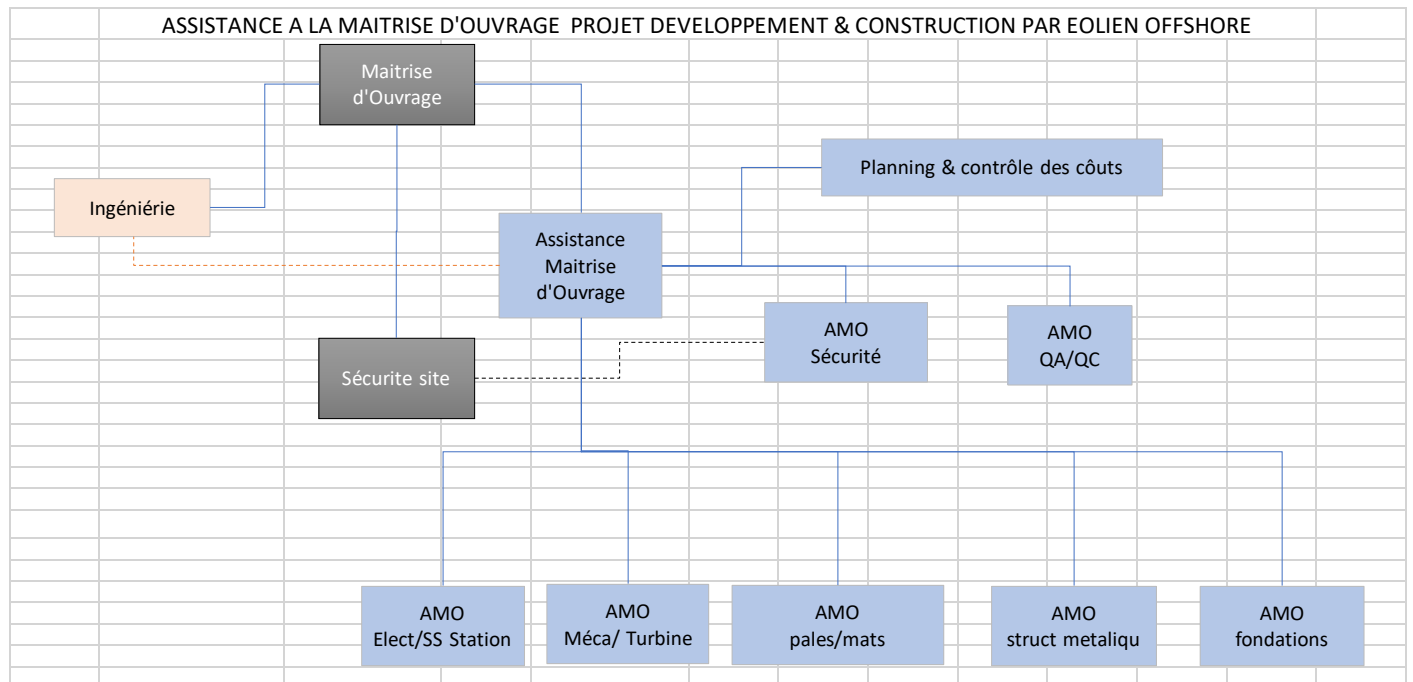 ASSISTANCE A LA MAITRISE D'OUVRAGE PROJET DEVELOPPEMENT & CONSTRUCTION PAR EOLIEN OFFSHORE
Maitrise
d'Ouvrage
Planning & contrôle des côuts
Ingéniérie
Assistance
Maitrise
d'Ouvrage
AMO
Sécurité
AMO
QA/QC
Sécurite site
AMO
Elect/SS Station
AMO
Méca/ Turbine
AMO
pales/mats
AMO
struct metaliqu
AMO
fondations